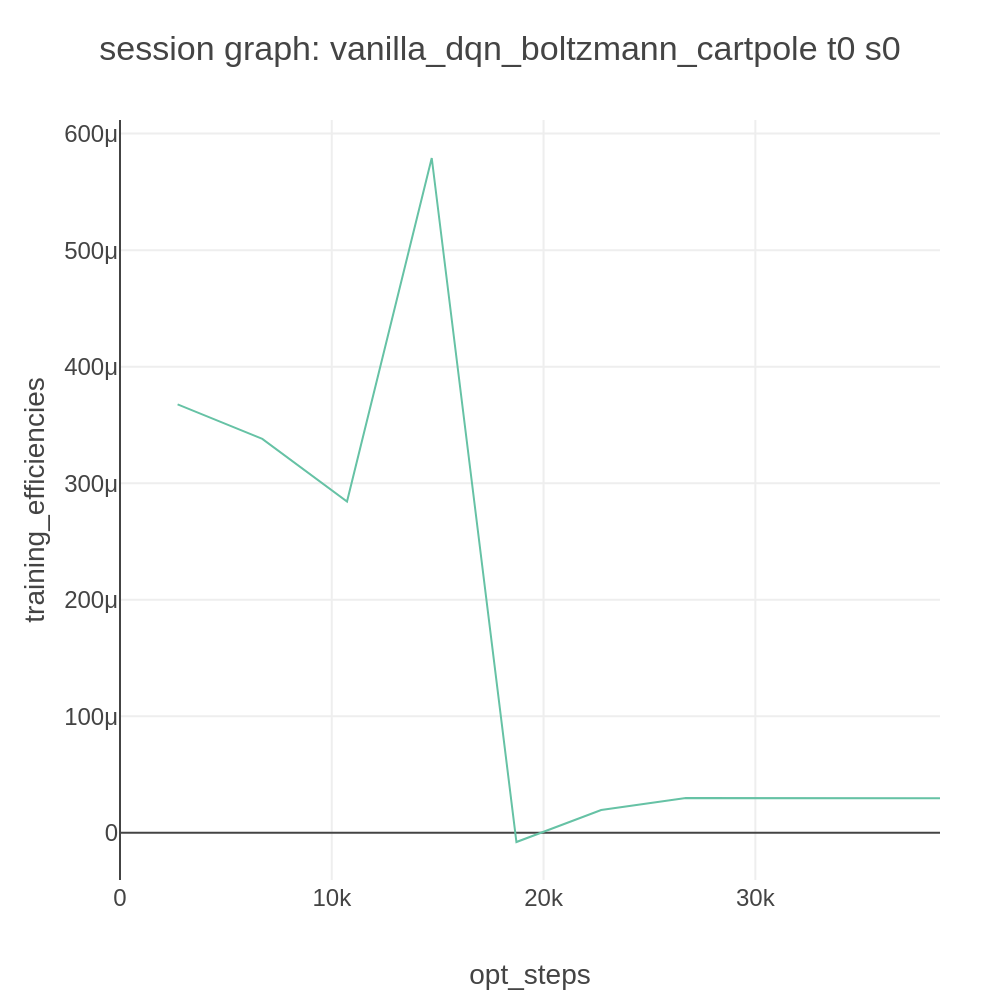 session graph: vanilla_dqn_boltzmann_cartpole t0 s0
600μ
500μ
400μ
300μ
200μ
100μ
0
training_efficiencies
0
10k
20k
30k
opt_steps